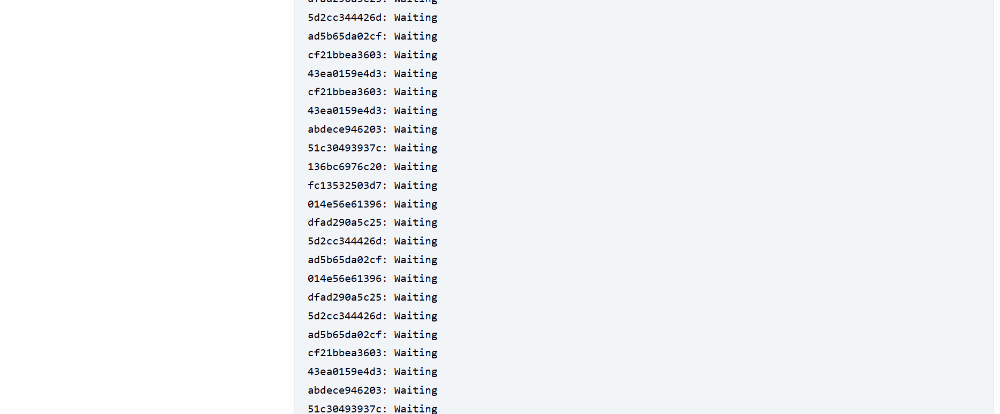 dfad290a5c25: Waiting
5d2cc344426d: Waiting
ad5b65da02cf: Waiting
cf21bbea3603: Waiting
43ea0159e4d3: Waiting
cf21bbea3603: Waiting
43ea0159e4d3: Waiting
abdece946203: Waiting
51c30493937c: Waiting
136bc6976c20: Waiting
fc13532503d7: Waiting
014e56e61396: Waiting
dfad290a5c25: Waiting
5d2cc344426d: Waiting
ad5b65da02cf: Waiting
014e56e61396: Waiting
dfad290a5c25: Waiting
5d2cc344426d: Waiting
ad5b65da02cf: Waiting
cf21bbea3603: Waiting
43ea0159e4d3: Waiting
abdece946203: Waiting
51c30493937c: Waiting